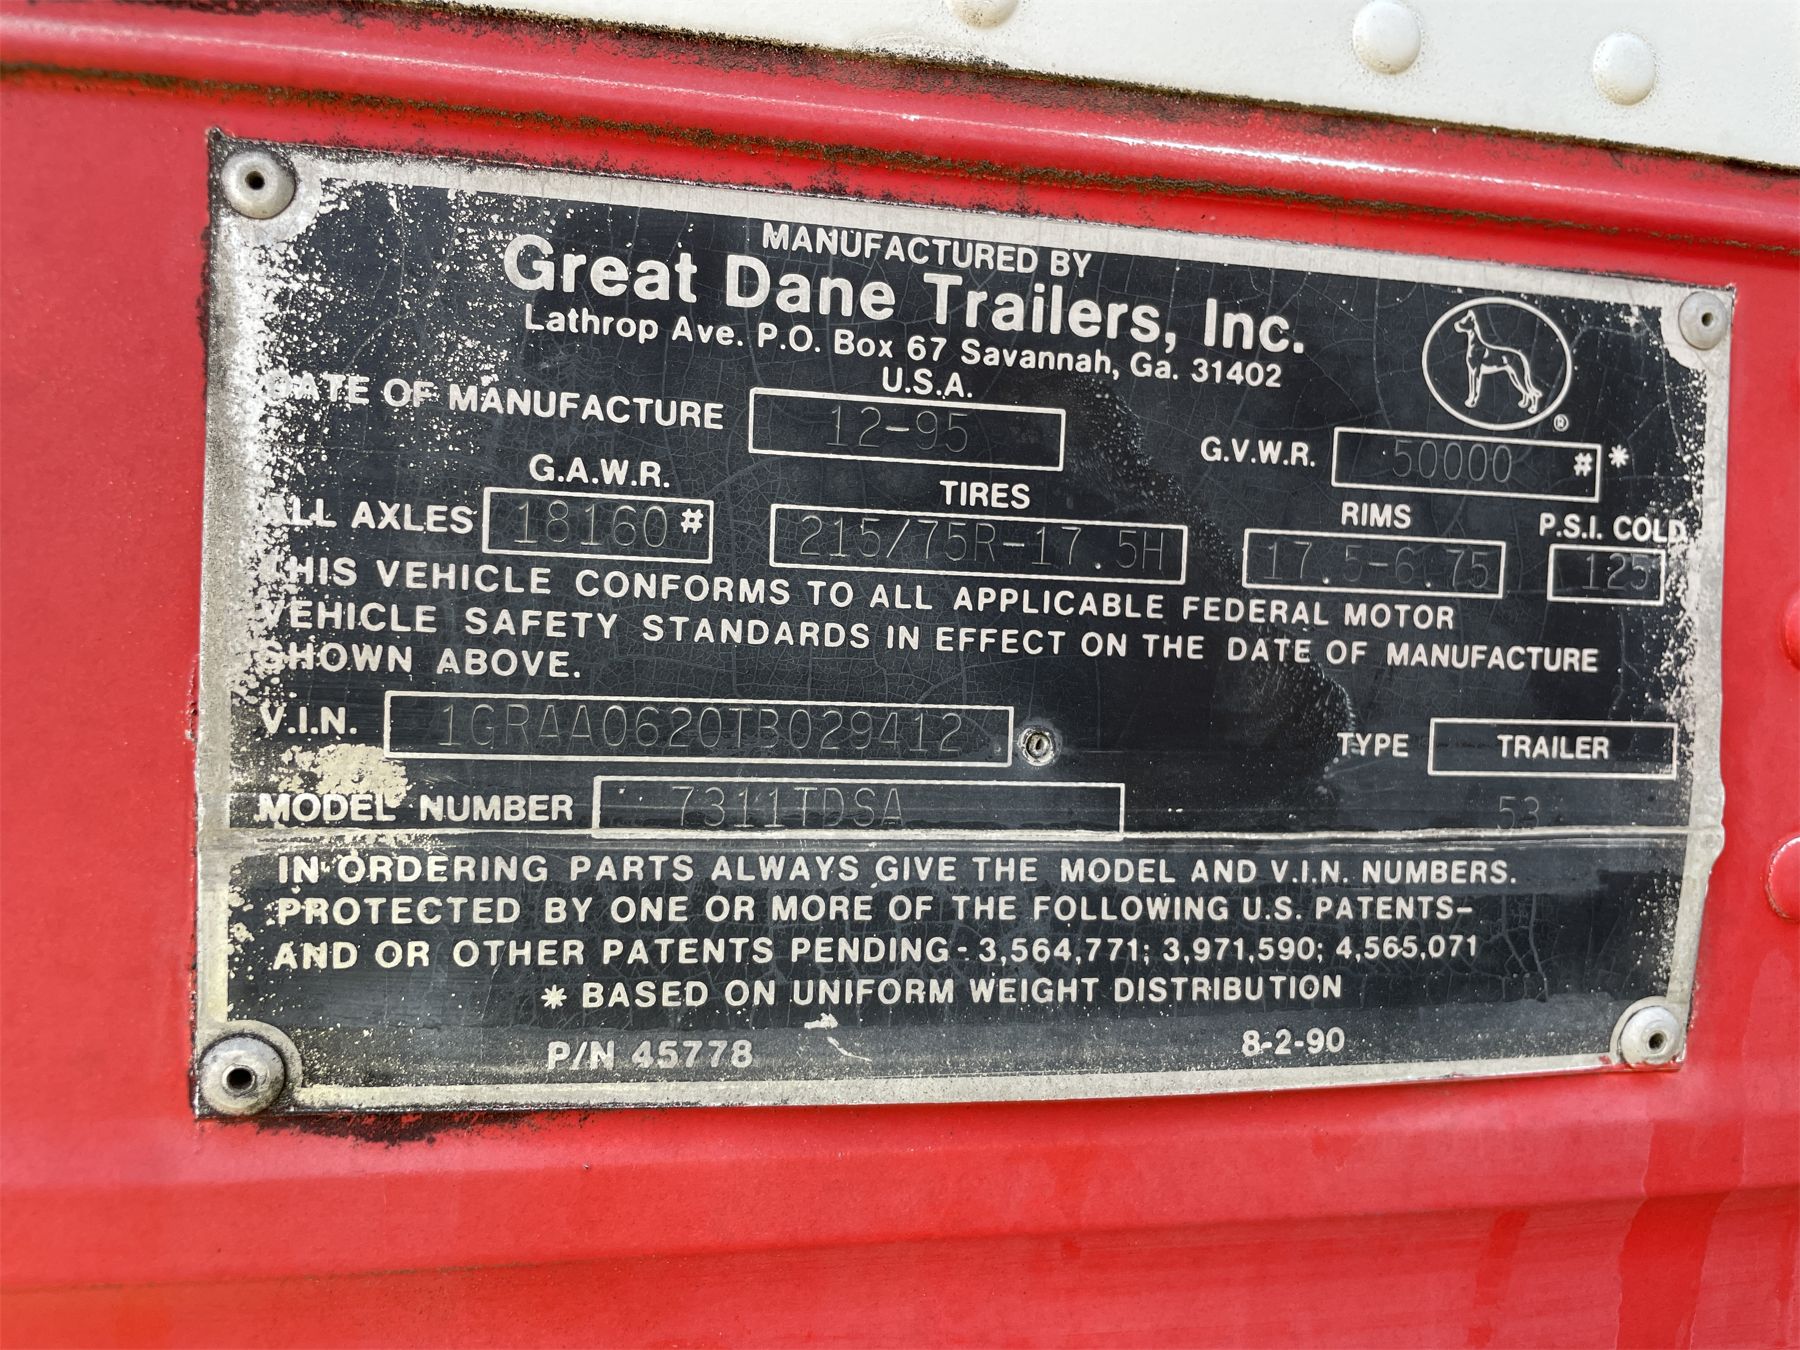 MANUFACTURED BY
Great Dane Trailers, Inc.
Lathrop Ave. P.O. Box 67 Savannah, Ga. 31402
U.S.A.
®
DATE OF MANUFACTURE 12-95
G.V.W.R. 50000 # *
G.A.W.R. TIRES RIMS P.S.I. COLD
ALL AXLES 18160 # 215/75R-17.5H 17.5-6.75 125
THIS VEHICLE CONFORMS TO ALL APPLICABLE FEDERAL MOTOR
VEHICLE SAFETY STANDARDS IN EFFECT ON THE DATE OF MANUFACTURE
SHOWN ABOVE.
V.I.N. 1GRAA0620TB029412 TYPE TRAILER
MODEL NUMBER 7311TDSA 53
IN ORDERING PARTS ALWAYS GIVE THE MODEL AND V.I.N. NUMBERS.
PROTECTED BY ONE OR MORE OF THE FOLLOWING U.S. PATENTS-
AND OR OTHER PATENTS PENDING - 3,564,771; 3,971,590; 4,565,071
* BASED ON UNIFORM WEIGHT DISTRIBUTION
P/N 45778 8-2-90